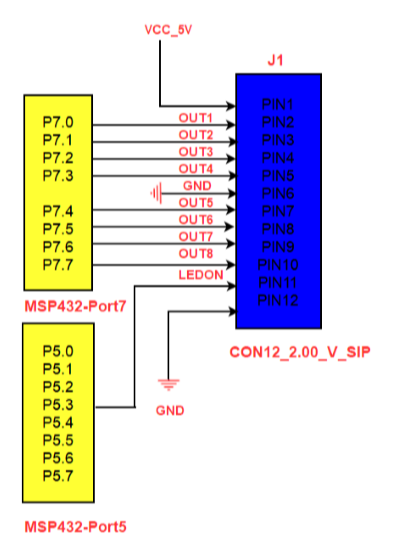 VCC_5V
J1
P7.0 OUT1 PIN1
P7.1 OUT2 PIN2
P7.2 OUT3 PIN3
P7.3 OUT4 PIN4
GND PIN5
P7.4 OUT5 PIN6
P7.5 OUT6 PIN7
P7.6 OUT7 PIN8
P7.7 OUT8 PIN9
PIN10
LEDON PIN11
PIN12
MSP432-Port7
P5.0
P5.1
P5.2
P5.3
P5.4
P5.5
P5.6
P5.7
CON12_2.00_V_SIP
GND
MSP432-Port5